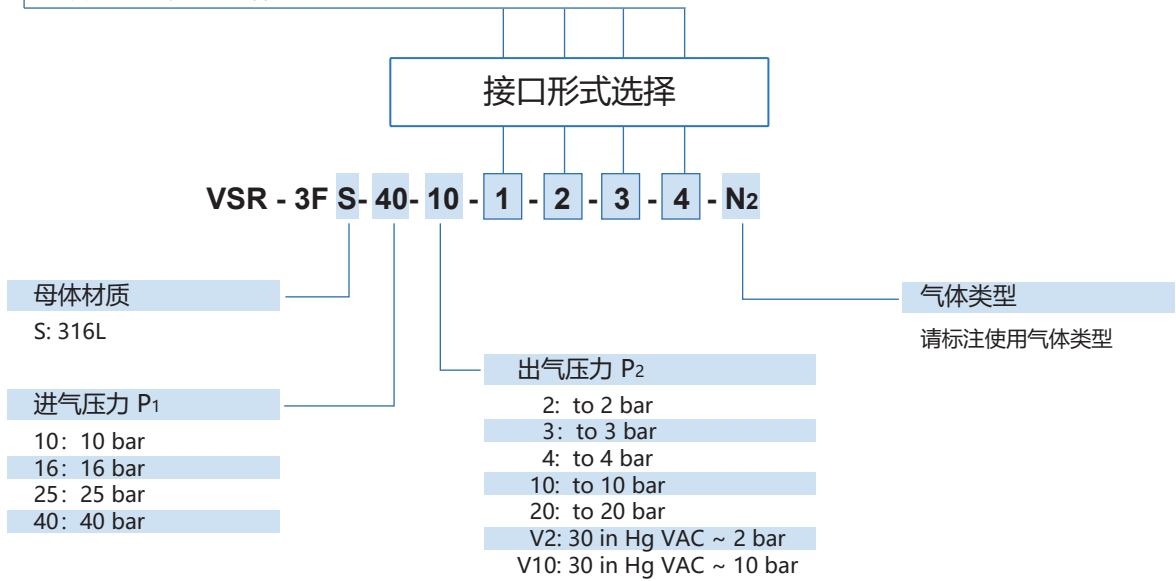 接口形式选择
VSR - 3F S- 40- 10 - 1 - 2 - 3 - 4 - N2
母体材质
S: 316L
进气压力 P1
10：10 bar
16：16 bar
25：25 bar
40：40 bar
出气压力 P2
2: to 2 bar
3: to 3 bar
4: to 4 bar
10: to 10 bar
20: to 20 bar
V2: 30 in Hg VAC ~ 2 bar
V10: 30 in Hg VAC ~ 10 bar
气体类型
请标注使用气体类型